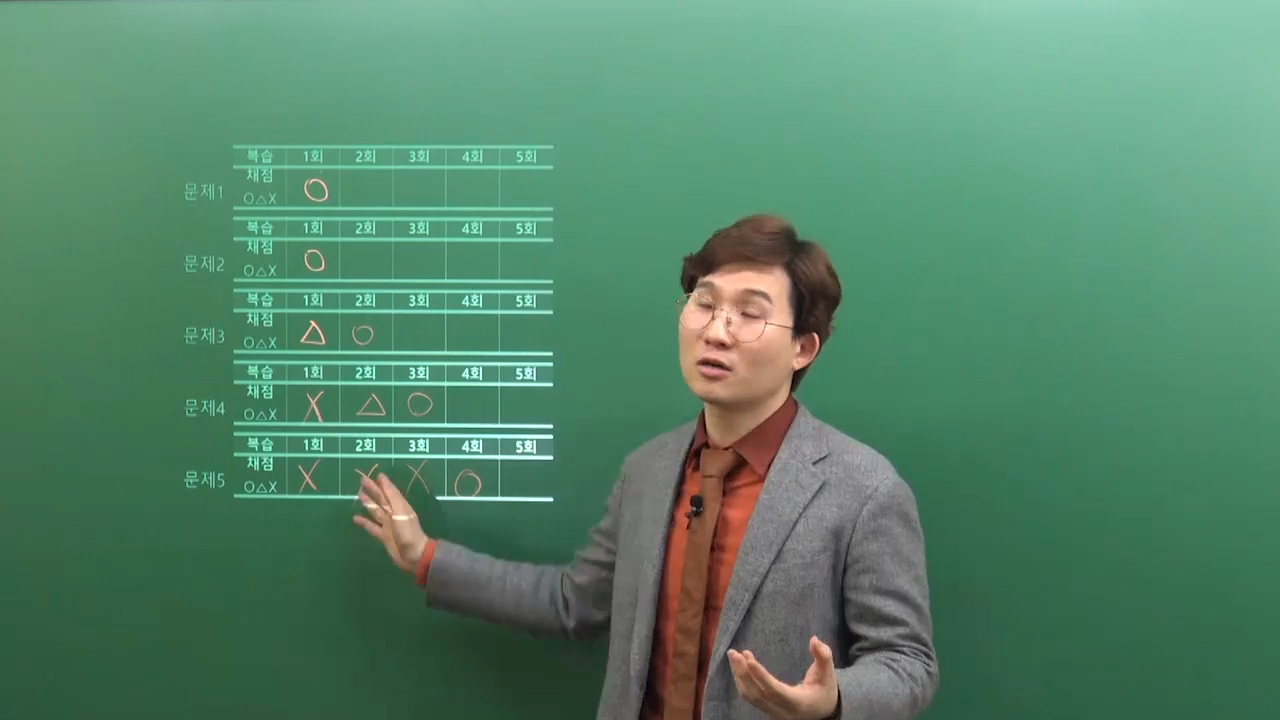 복습 1회 2회 3회 4회 5회
문제1 채점 O△X O
복습 1회 2회 3회 4회 5회
문제2 채점 O△X O
복습 1회 2회 3회 4회 5회
문제3 채점 O△X △ O
복습 1회 2회 3회 4회 5회
문제4 채점 O△X X △ O
복습 1회 2회 3회 4회 5회
문제5 채점 O△X X X X O